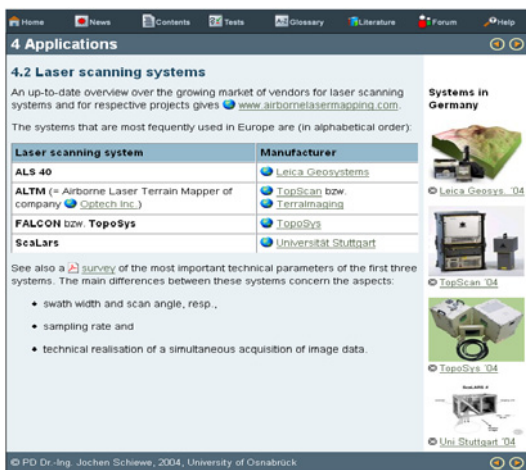 Home News Contents Tests Glossary Literature Forum Help
4 Applications
4.2 Laser scanning systems
An up-to-date overview over the growing market of vendors for laser scanning
systems and for respective projects gives www.airbornelasermapping.com.
The systems that are most fequently used in Europe are (in alphabetical order):
Laser scanning system Manufacturer
ALS 40 Leica Geosystems
ALTM (= Airborne Laser Terrain Mapper of
company Optech Inc.)
TopScan bzw.
TerraImaging
FALCON bzw. TopoSys TopoSys
ScaLars Universität Stuttgart
See also a survey of the most important technical parameters of the first three
systems. The main differences between these systems concern the aspects:
• swath width and scan angle, resp.,
• sampling rate and
• technical realisation of a simultaneous acquisition of image data.
Systems in
Germany
© Leica Geosys. '04
© TopScan '04
© TopoSys '04
ScaLARS II
© Uni Stuttgart '04
© PD Dr.-Ing. Jochen Schiewe, 2004, University of Osnabrück